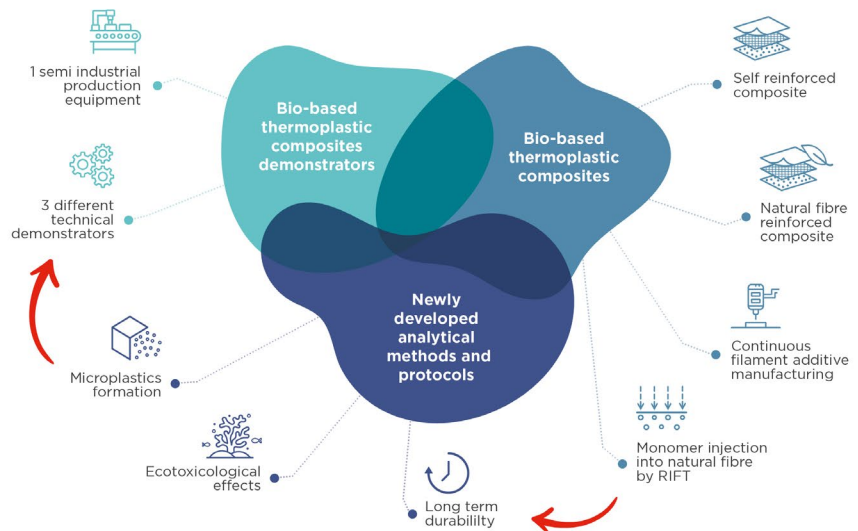 1 semi industrial
production
equipment
3 different
technical
demonstrators
Bio-based
thermoplastic
composites
demonstrators
Bio-based
thermoplastic
composites
Newly
developed
analytical
methods and
protocols
Self reinforced
composite
Natural fibre
reinforced
composite
Continuous
filament additive
manufacturing
Monomer injection
into natural fibre
by RIFT
Long term
durabililty
Ecotoxicological
effects
Microplastics
formation